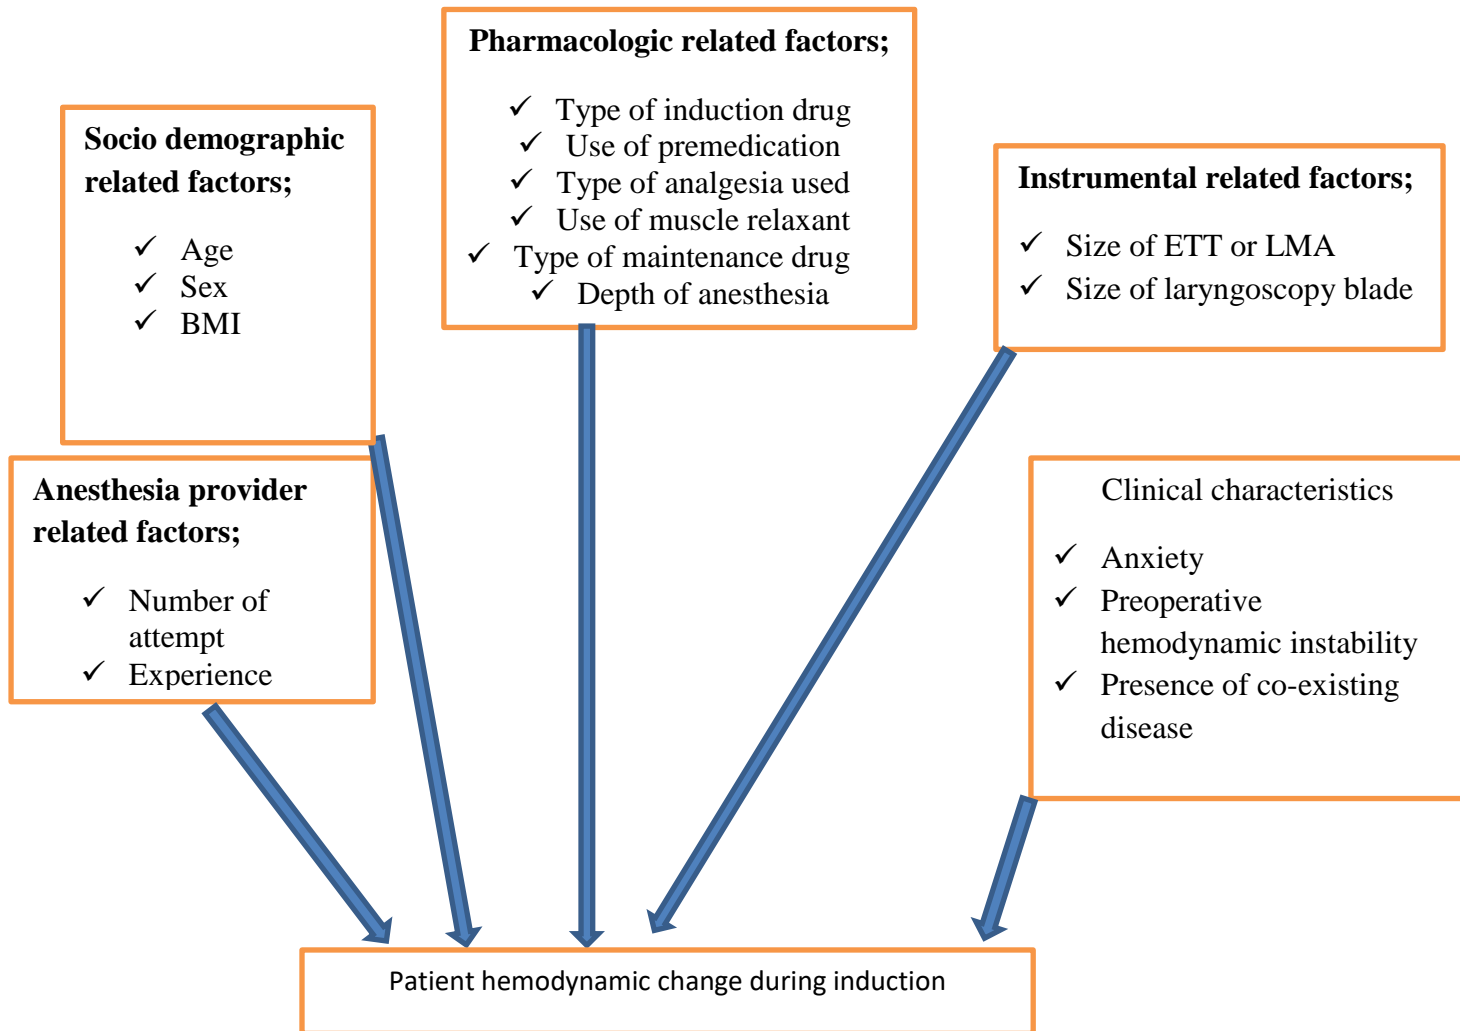 Pharmacologic related factors;
✓ Type of induction drug
✓ Use of premedication
✓ Type of analgesia used
✓ Use of muscle relaxant
✓ Type of maintenance drug
✓ Depth of anesthesia
Socio demographic
related factors;
✓ Age
✓ Sex
✓ BMI
Instrumental related factors;
✓ Size of ETT or LMA
✓ Size of laryngoscopy blade
Anesthesia provider
related factors;
✓ Number of
attempt
✓ Experience
Clinical characteristics
✓ Anxiety
✓ Preoperative
hemodynamic instability
✓ Presence of co-existing
disease
Patient hemodynamic change during induction